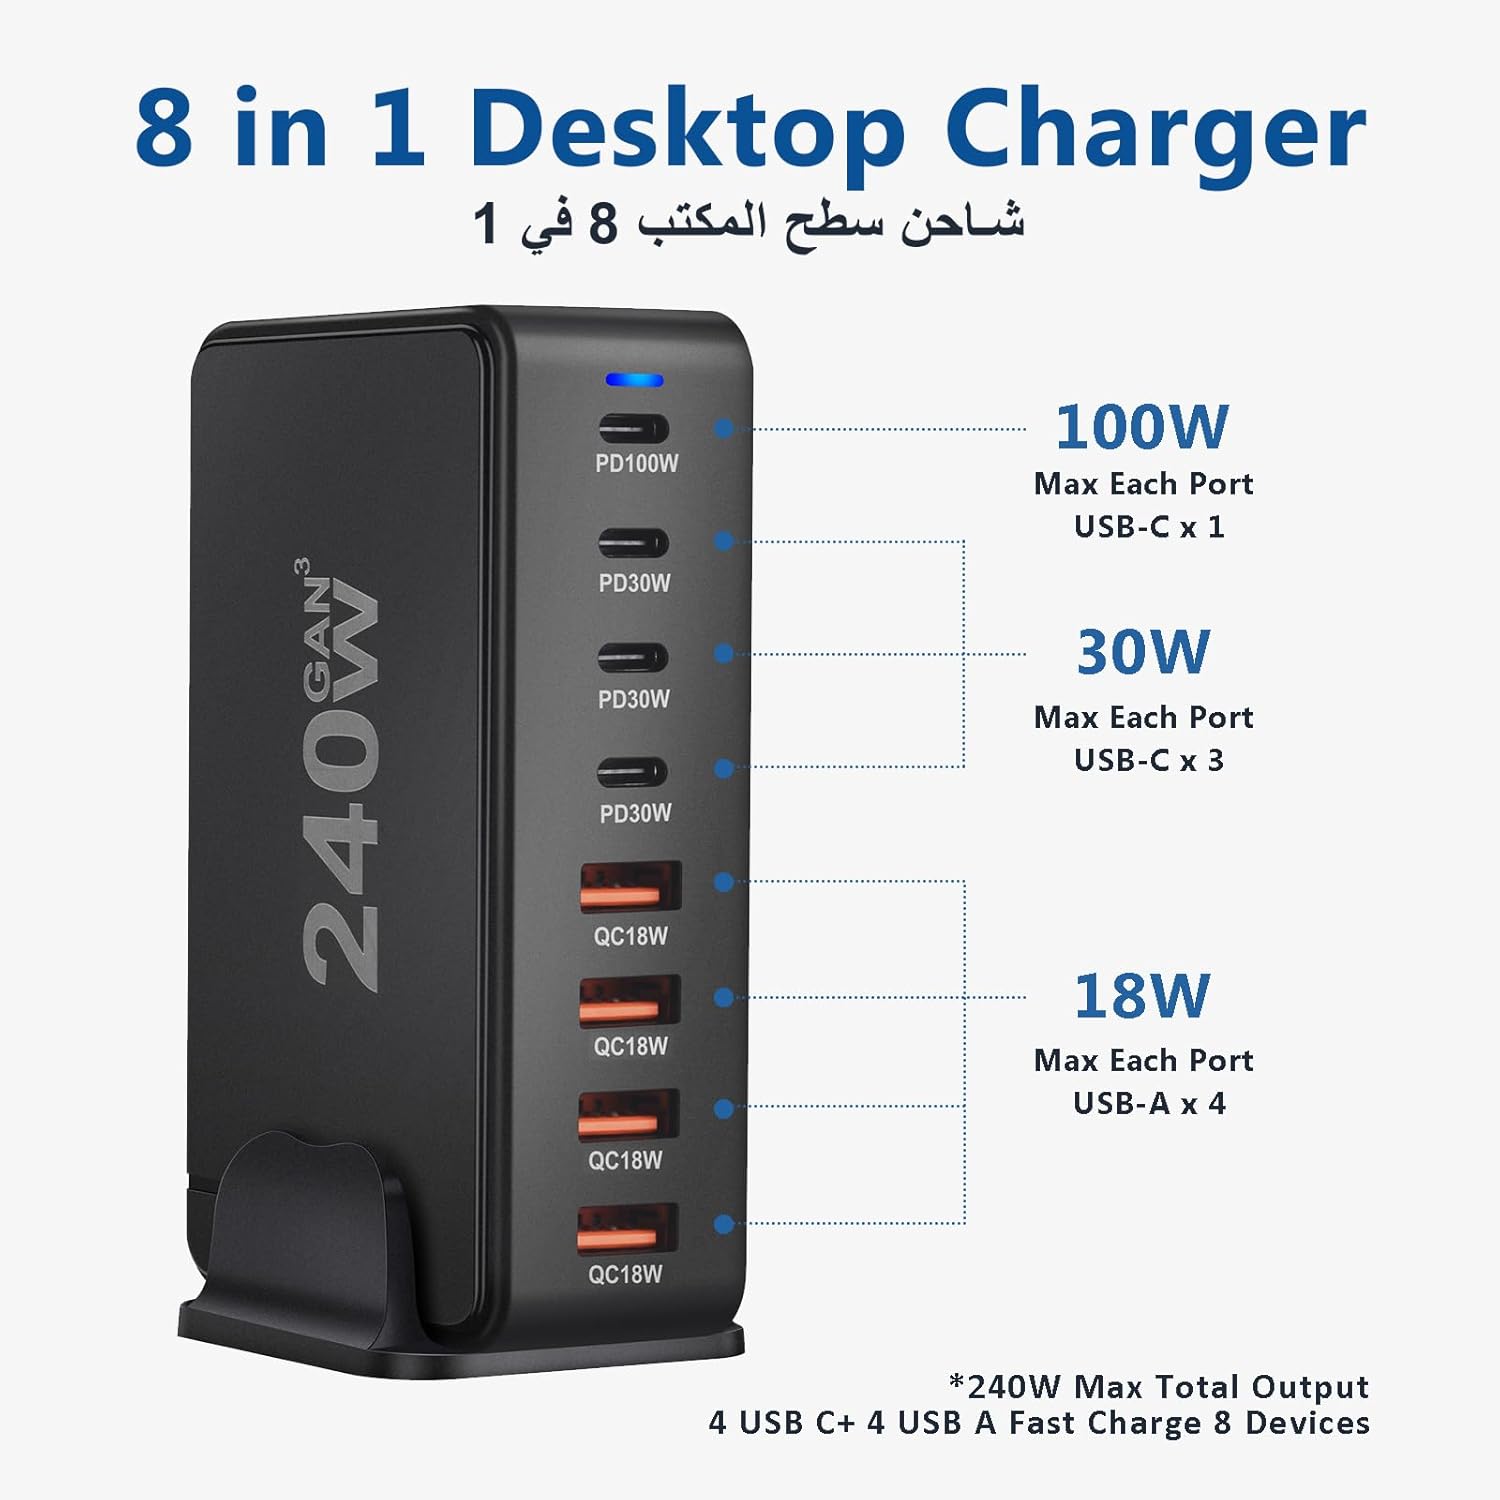 8 in 1 Desktop Charger
شاحن سطح المكتب 8 في 1
GAN³
240W
PD100W
PD30W
PD30W
PD30W
QC18W
QC18W
QC18W
QC18W
100W
Max Each Port
USB-C x 1
30W
Max Each Port
USB-C x 3
18W
Max Each Port
USB-A x 4
*240W Max Total Output
4 USB C+ 4 USB A Fast Charge 8 Devices